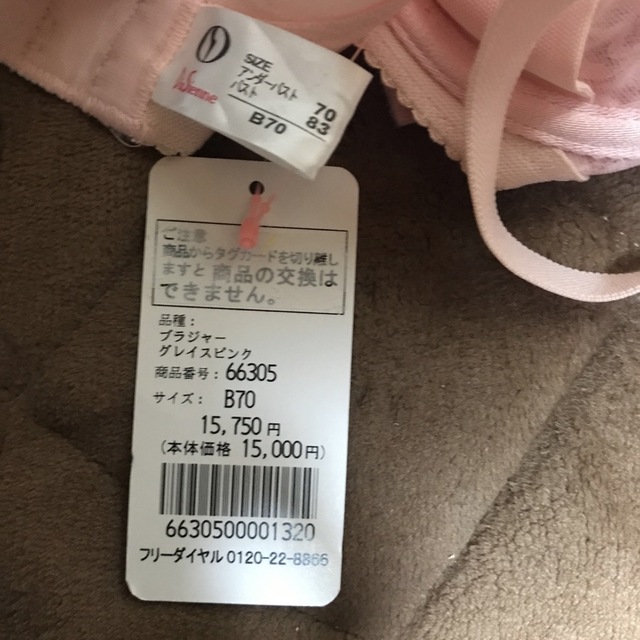 SIZE
アンダーバスト 70
バスト 83
B70
ご注意
商品からタグカードを切り離し
ますと商品の交換は
できません。
品種：
ブラジャー
グレイスピンク
商品番号：66305
サイズ： B70
15,750円
(本体価格 15,000円)
6630500001320
フリーダイヤル 0120-22-8866